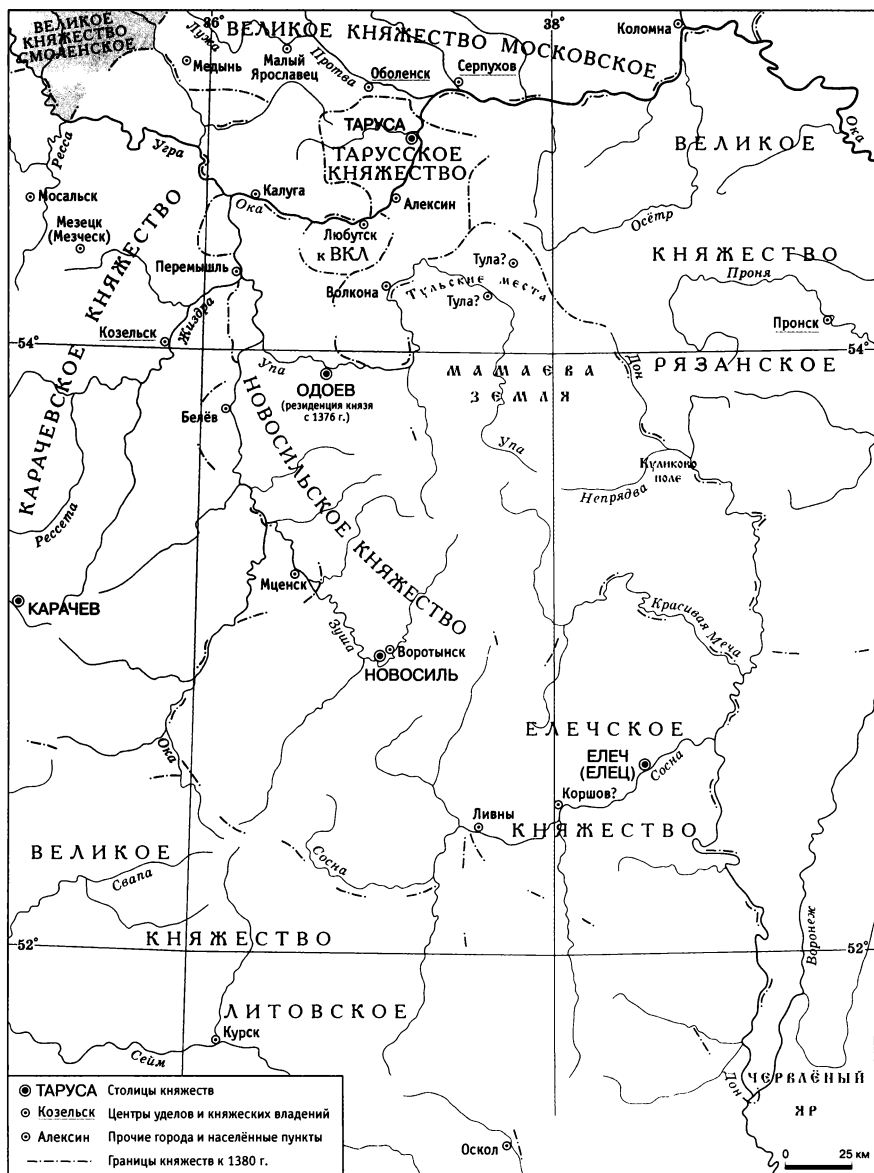 36°
38°
ВЕЛИКОЕ
КНЯЖЕСТВО
СМОЛЕНСКОЕ
Лужа
ВЕЛИКОЕ КНЯЖЕСТВО МОСКОВСКОЕ
Коломна
Медынь
Малый
Ярославец
Протва
Оболенск
Серпухов
Ока
ТАРУСА
ТАРУССКОЕ
КНЯЖЕСТВО
ВЕЛИКОЕ
Ресса
Угра
Мосальск
Калуга
Ока
Алексин
Мезецк
(Мезческ)
Любутск
к ВКЛ
Осётр
КНЯЖЕСТВО
Перемышль
Тула?
Волкона
Тульские места
Тула?
Проня
Жиздра
Козельск
Пронск
54°
54°
КАРАЧЕВСКОЕ КНЯЖЕСТВО
Упа
ОДОЕВ
(резиденция князя
с 1376 г.)
МАМАЕВА
ЗЕМЛЯ
Дон
РЯЗАНСКОЕ
Белёв
НОВОСИЛЬСКОЕ КНЯЖЕСТВО
Упа
Куликово
поле
Непрядва
Рессета
Мценск
КАРАЧЕВ
Зуша
Красивая Меча
Воротынск
НОВОСИЛЬ
ЕЛЕЧСКОЕ
Ока
ЕЛЕЧ
(ЕЛЕЦ)
Сосна
Коршов?
Ливны
КНЯЖЕСТВО
ВЕЛИКОЕ
Свапа
Сосна
КНЯЖЕСТВО
52°
52°
Воронеж
ЛИТОВСКОЕ
Курск
Сейм
Дон
ЧЕРВЛЁНЫЙ
ЯР
ТАРУСА Столицы княжеств
Козельск Центры уделов и княжеских владений
Алексин Прочие города и населённые пункты
Границы княжеств к 1380 г.
Оскол
0 25 км